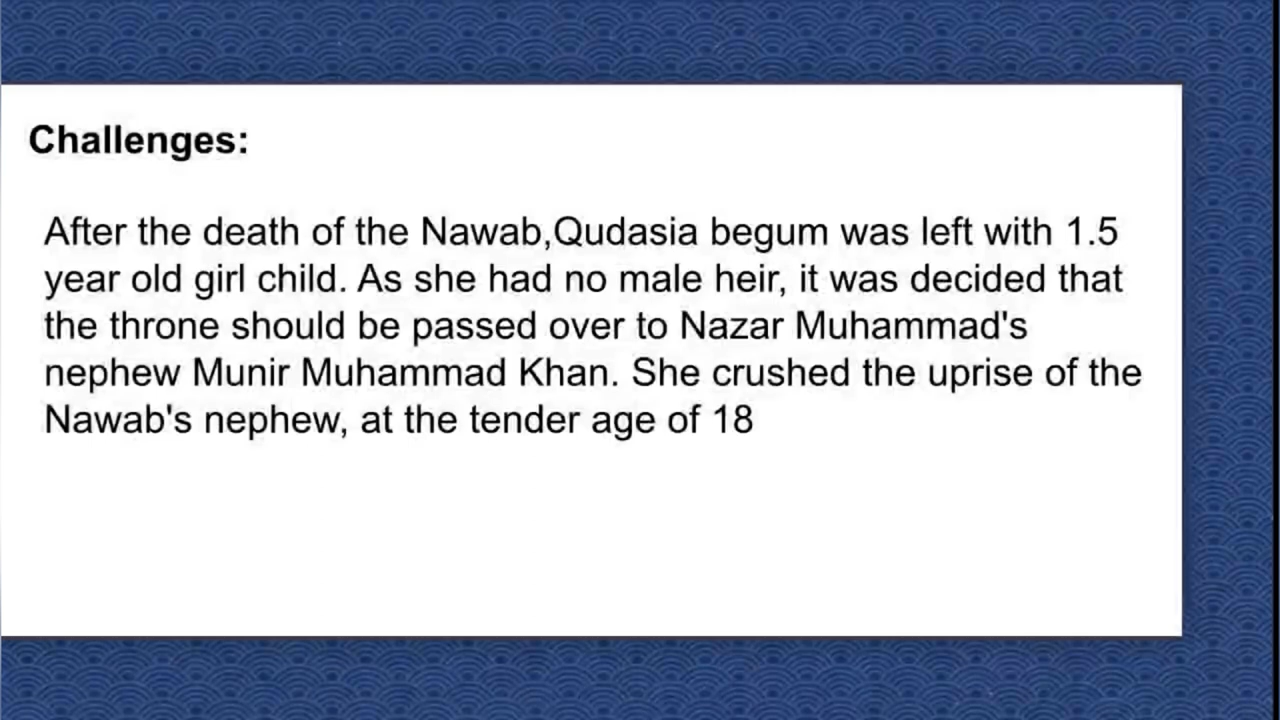 Challenges:
After the death of the Nawab,Qudasia begum was left with 1.5
year old girl child. As she had no male heir, it was decided that
the throne should be passed over to Nazar Muhammad's
nephew Munir Muhammad Khan. She crushed the uprise of the
Nawab's nephew, at the tender age of 18